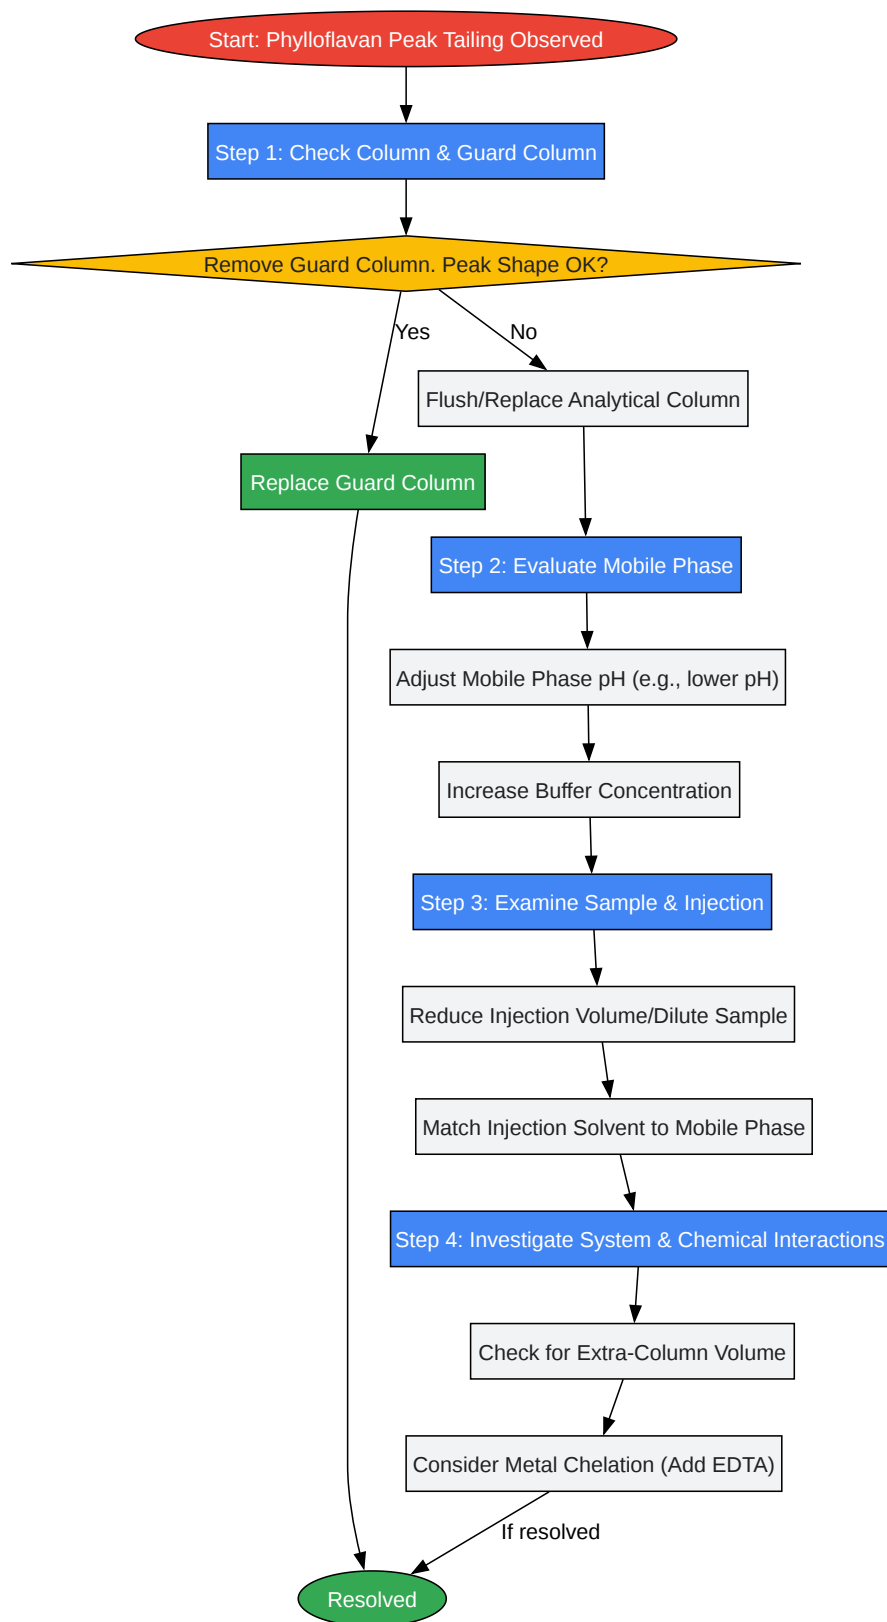 Start: Phylloflavan Peak Tailing Observed
Step 1: Check Column & Guard Column
Remove Guard Column. Peak Shape OK?
Yes
No
Flush/Replace Analytical Column
Replace Guard Column
Step 2: Evaluate Mobile Phase
Adjust Mobile Phase pH (e.g., lower pH)
Increase Buffer Concentration
Step 3: Examine Sample & Injection
Reduce Injection Volume/Dilute Sample
Match Injection Solvent to Mobile Phase
Step 4: Investigate System & Chemical Interactions
Check for Extra-Column Volume
Consider Metal Chelation (Add EDTA)
If resolved
Resolved